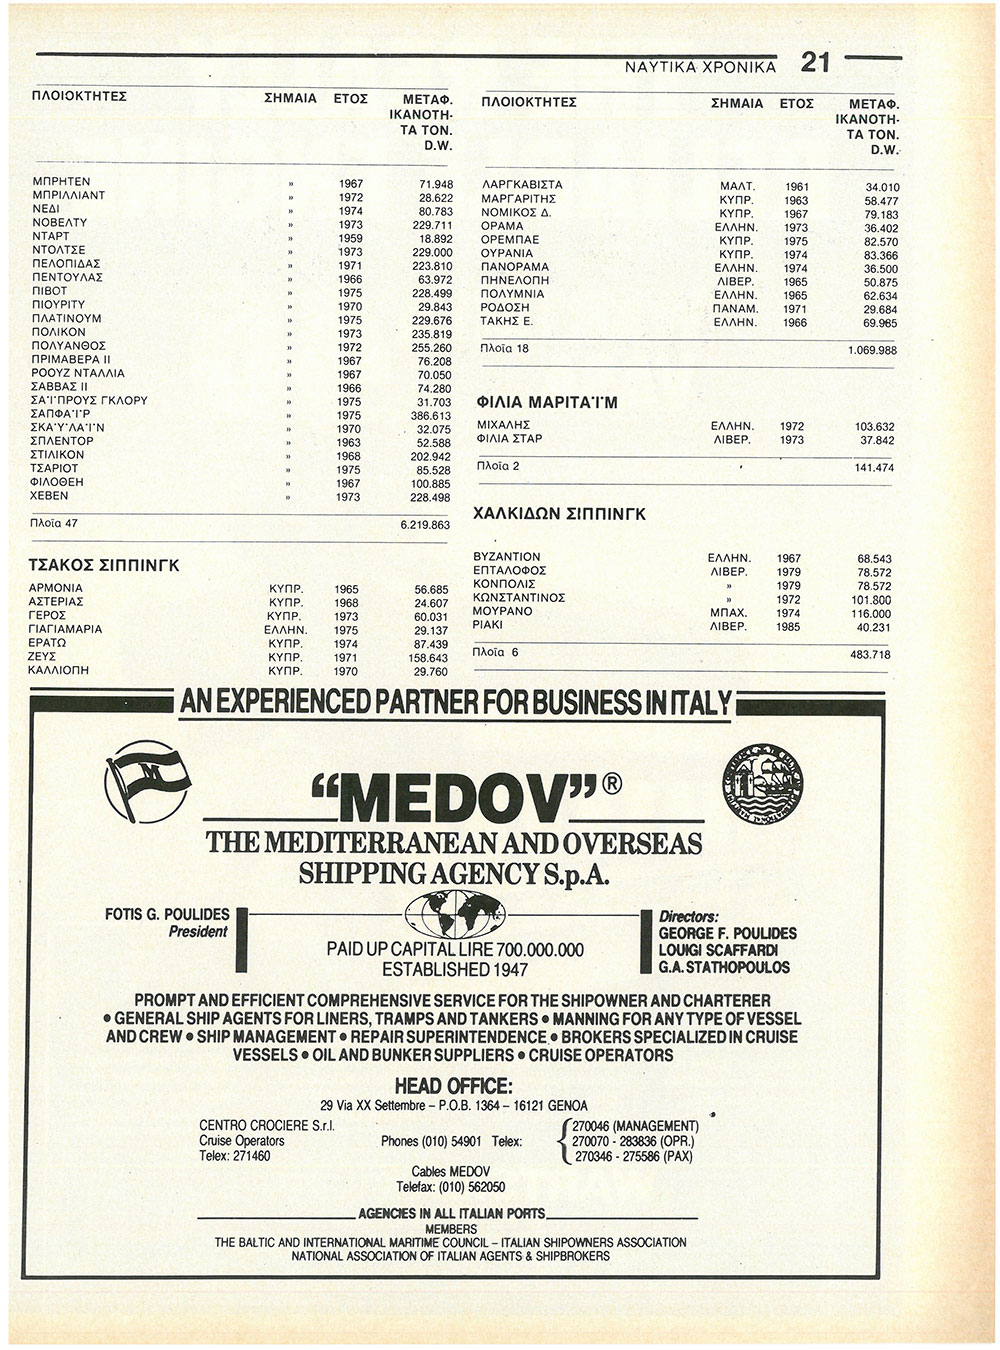 ΝΑΥΤΙΚΑ ΧΡΟΝΙΚΑ 21
ΠΛΟΙΟΚΤΗΤΕΣ ΣΗΜΑΙΑ ΕΤΟΣ ΜΕΤΑΦ.
ΙΚΑΝΟΤΗ-
ΤΑ ΤΟΝ.
D.W.
ΜΠΡΗΤΕΝ » 1967 71.948
ΜΠΡΙΛΛΙΑΝΤ » 1972 28.622
ΝΕΔΙ » 1974 80.783
ΝΟΒΕΛΤΥ » 1973 229.711
ΝΤΑΡΤ » 1959 18.892
ΝΤΟΛΤΣΕ » 1973 229.000
ΠΕΛΟΠΙΔΑΣ » 1971 223.810
ΠΕΝΤΟΥΛΑΣ » 1966 63.972
ΠΙΒΟΤ » 1975 228.499
ΠΙΟΥΡΙΤΥ » 1970 29.843
ΠΛΑΤΙΝΟΥΜ » 1975 229.676
ΠΟΛΙΚΟΝ » 1973 235.819
ΠΟΛΥΑΝΘΟΣ » 1972 255.260
ΠΡΙΜΑΒΕΡΑ ΙΙ » 1967 76.208
ΡΟΟΥΖ ΝΤΑΛΛΙΑ » 1967 70.050
ΣΑΒΒΑΣ ΙΙ » 1966 74.280
ΣΑ'Ι'ΠΡΟΥΣ ΓΚΛΟΡΥ » 1975 31.703
ΣΑΠΦΑ'Ι'Ρ » 1975 386.613
ΣΚΑ'Υ'ΛΑ'Ι'Ν » 1970 32.075
ΣΠΛΕΝΤΟΡ » 1963 52.588
ΣΤΙΛΙΚΟΝ » 1968 202.942
ΤΣΑΡΙΟΤ » 1975 85.528
ΦΙΛΟΘΕΗ » 1967 100.885
ΧΕΒΕΝ » 1973 228.498
Πλοῖα 47 6.219.863
ΤΣΑΚΟΣ ΣΙΠΠΙΝΓΚ
ΑΡΜΟΝΙΑ ΚΥΠΡ. 1965 56.685
ΑΣΤΕΡΙΑΣ ΚΥΠΡ. 1968 24.607
ΓΕΡΟΣ ΚΥΠΡ. 1973 60.031
ΓΙΑΓΙΑΜΑΡΙΑ ΕΛΛΗΝ. 1975 29.137
ΕΡΑΤΩ ΚΥΠΡ. 1974 87.439
ΖΕΥΣ ΚΥΠΡ. 1971 158.643
ΚΑΛΛΙΟΠΗ ΚΥΠΡ. 1970 29.760
ΠΛΟΙΟΚΤΗΤΕΣ ΣΗΜΑΙΑ ΕΤΟΣ ΜΕΤΑΦ.
ΙΚΑΝΟΤΗ-
ΤΑ ΤΟΝ.
D.W.
ΛΑΡΓΚΑΒΙΣΤΑ ΜΑΛΤ. 1961 34.010
ΜΑΡΓΑΡΙΤΗΣ ΚΥΠΡ. 1963 58.477
ΝΟΜΙΚΟΣ Δ. ΚΥΠΡ. 1967 79.183
ΟΡΑΜΑ ΕΛΛΗΝ. 1973 36.402
ΟΡΕΜΠΑΕ ΚΥΠΡ. 1975 82.570
ΟΥΡΑΝΙΑ ΚΥΠΡ. 1974 83.366
ΠΑΝΟΡΑΜΑ ΕΛΛΗΝ. 1974 36.500
ΠΗΝΕΛΟΠΗ ΛΙΒΕΡ. 1965 50.875
ΠΟΛΥΜΝΙΑ ΕΛΛΗΝ. 1965 62.634
ΡΟΔΟΣΗ ΠΑΝΑΜ. 1971 29.684
ΤΑΚΗΣ Ε. ΕΛΛΗΝ. 1966 69.985
Πλοῖα 18 1.069.988
ΦΙΛΙΑ ΜΑΡΙΤΑ'Ι'Μ
ΜΙΧΑΛΗΣ ΕΛΛΗΝ. 1972 103.632
ΦΙΛΙΑ ΣΤΑΡ ΛΙΒΕΡ. 1973 37.842
Πλοῖα 2 141.474
ΧΑΛΚΙΔΩΝ ΣΙΠΠΙΝΓΚ
ΒΥΖΑΝΤΙΟΝ ΕΛΛΗΝ. 1967 68.543
ΕΠΤΑΛΟΦΟΣ ΛΙΒΕΡ. 1979 78.572
ΚΟΝΠΟΛΙΣ » 1979 78.572
ΚΩΝΣΤΑΝΤΙΝΟΣ » 1972 101.800
ΜΟΥΡΑΝΟ ΜΠΑΧ. 1974 116.000
ΡΙΑΚΙ ΛΙΒΕΡ. 1985 40.231
Πλοῖα 6 483.718
AN EXPERIENCED PARTNER FOR BUSINESS IN ITALY
M
“MEDOV”®
THE MEDITERRANEAN AND OVERSEAS
SHIPPING AGENCY S.p.A.
FOTIS G. POULIDES
President
PAID UP CAPITAL LIRE 700.000.000
ESTABLISHED 1947
Directors:
GEORGE F. POULIDES
LOUIGI SCAFFARDI
G.A. STATHOPOULOS
PROMPT AND EFFICIENT COMPREHENSIVE SERVICE FOR THE SHIPOWNER AND CHARTERER
● GENERAL SHIP AGENTS FOR LINERS, TRAMPS AND TANKERS ● MANNING FOR ANY TYPE OF VESSEL
AND CREW ● SHIP MANAGEMENT ● REPAIR SUPERINTENDENCE ● BROKERS SPECIALIZED IN CRUISE
VESSELS ● OIL AND BUNKER SUPPLIERS ● CRUISE OPERATORS
HEAD OFFICE:
29 Via XX Settembre – P.O.B. 1364 – 16121 GENOA
CENTRO CROCIERE S.r.l.
Cruise Operators
Telex: 271460
Phones (010) 54901 Telex:
270046 (MANAGEMENT)
270070 - 283836 (OPR.)
270346 - 275586 (PAX)
Cables MEDOV
Telefax: (010) 562050
AGENCIES IN ALL ITALIAN PORTS
MEMBERS
THE BALTIC AND INTERNATIONAL MARITIME COUNCIL – ITALIAN SHIPOWNERS ASSOCIATION
NATIONAL ASSOCIATION OF ITALIAN AGENTS & SHIPBROKERS